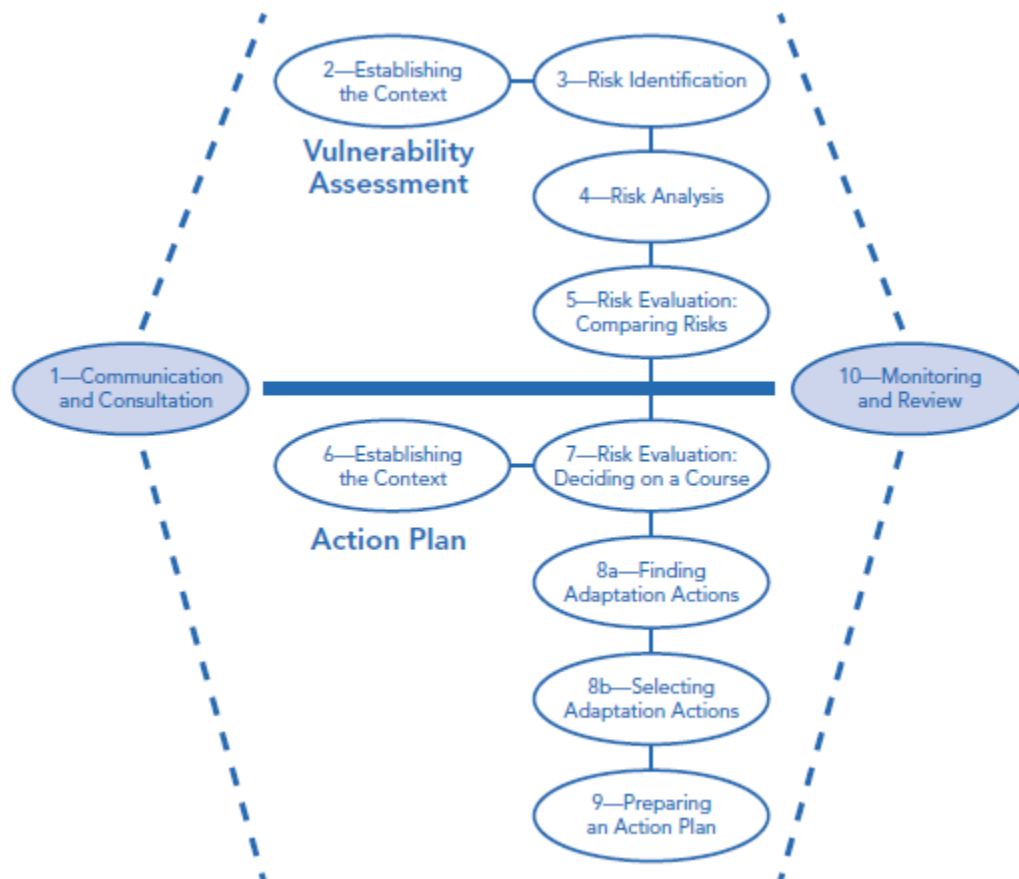 2—Establishing
the Context
3—Risk Identification
Vulnerability
Assessment
4—Risk Analysis
5—Risk Evaluation:
Comparing Risks
1—Communication
and Consultation
10—Monitoring
and Review
6—Establishing
the Context
7—Risk Evaluation:
Deciding on a Course
Action Plan
8a—Finding
Adaptation Actions
8b—Selecting
Adaptation Actions
9—Preparing
an Action Plan